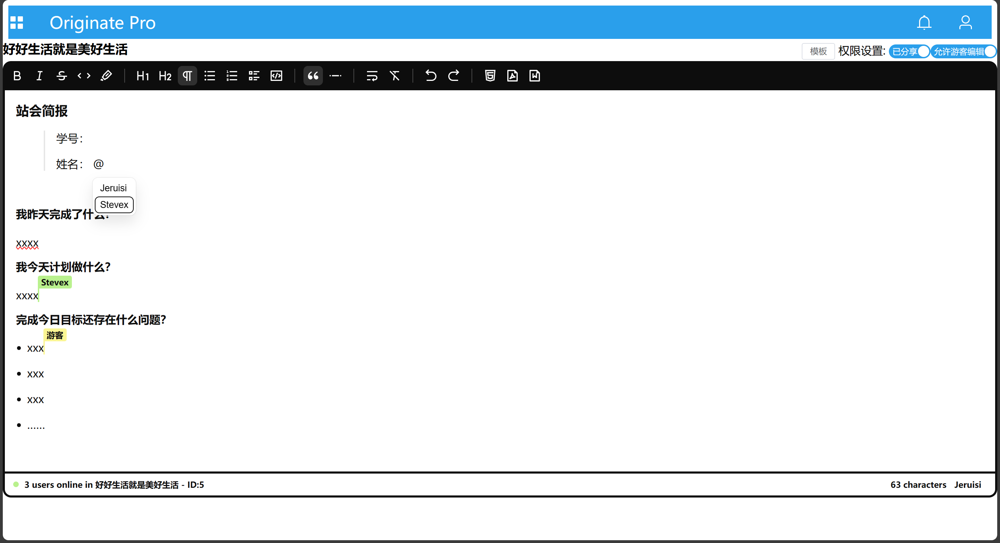 Originate Pro
好好生活就是美好生活
模板 权限设置: 已分享 允许游客编辑
B I S H1 H2
站会简报
学号:
姓名: @
Jeruisi
Stevex
我昨天完成了什么?
xxxx
我今天计划做什么?
Stevex
xxxx
完成今日目标还存在什么问题?
游客
• xxx
• xxx
• xxx
• ......
3 users online in 好好生活就是美好生活 - ID:5
63 characters Jeruisi